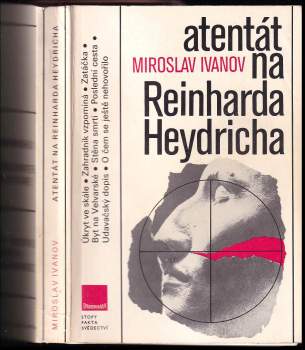 MIROSLAV IVANOV ATENTÁT NA REINHARDA HEYDRICHA
Úkryt ve skále • Zahradník vzpomíná • Zatáčka •
Byt na Velvarské • Stěna smrti • Poslední cesta •
Udavačský dopis • O čem se ještě nehovořilo
STOPY
FAKTA
SVĚDECTVÍ
atentát
MIROSLAV IVANOV na
Reinharda
Heydricha